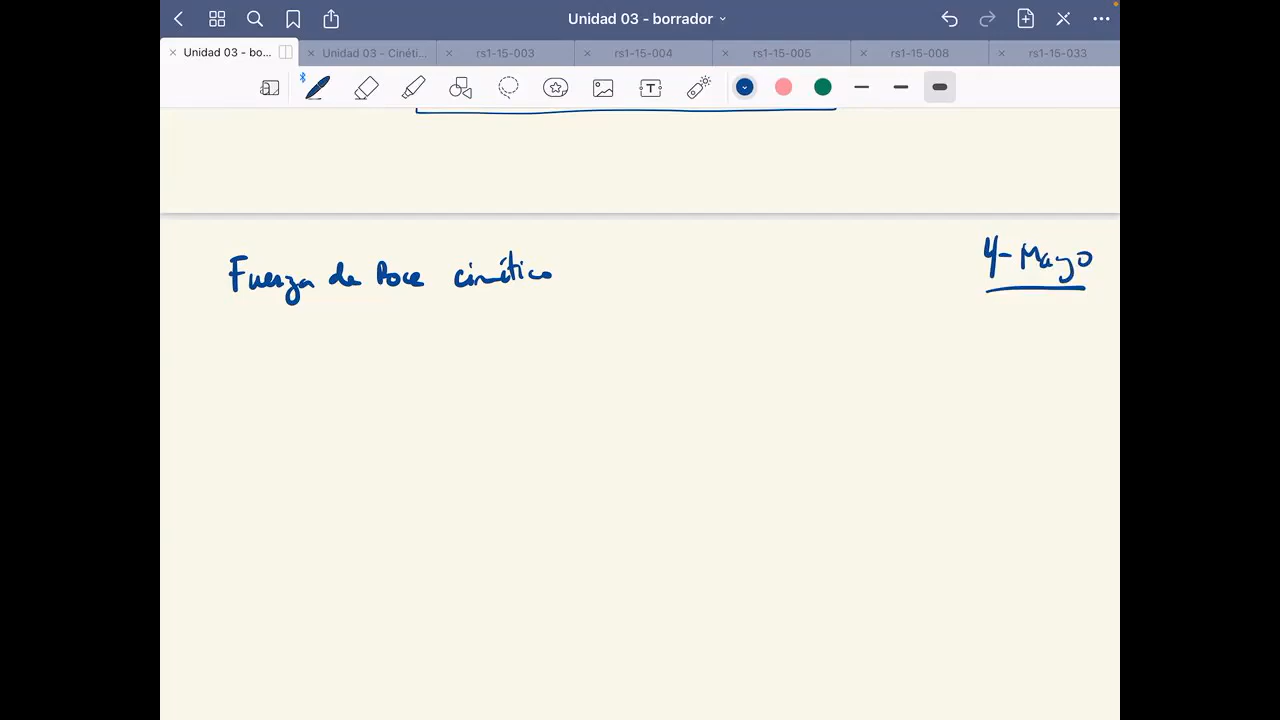 Unidad 03 - borrador
Unidad 03 - bo...
Unidad 03 - Cinéti...
rs1-15-003
rs1-15-004
rs1-15-005
rs1-15-008
rs1-15-033
T
4- Mayo
Fuerza de Roce cinético